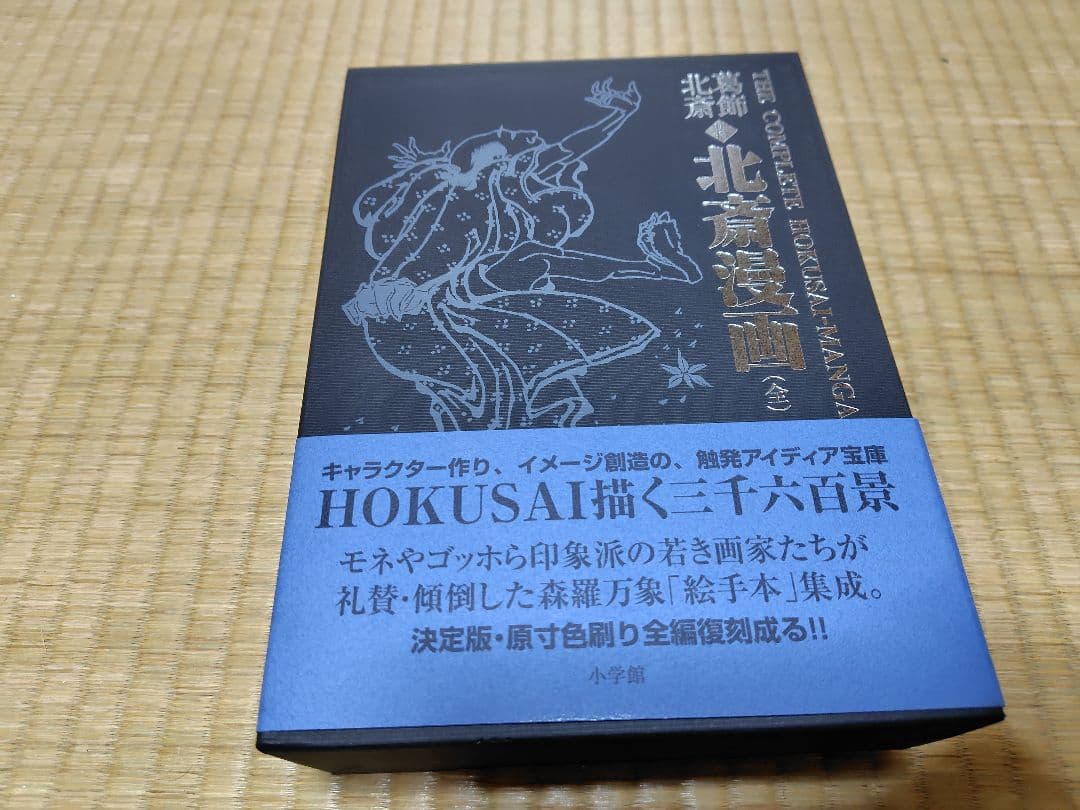 THE COMPLETE HOKUSAI-MANGA
葛飾
北斎
北斎漫画(全)
キャラクター作り、イメージ創造の、触発アイディア宝庫
HOKUSAI描く三千六百景
モネやゴッホら印象派の若き画家たちが
礼賛・傾倒した森羅万象「絵手本」集成。
決定版・原寸色刷り全編復刻成る!!
小学館